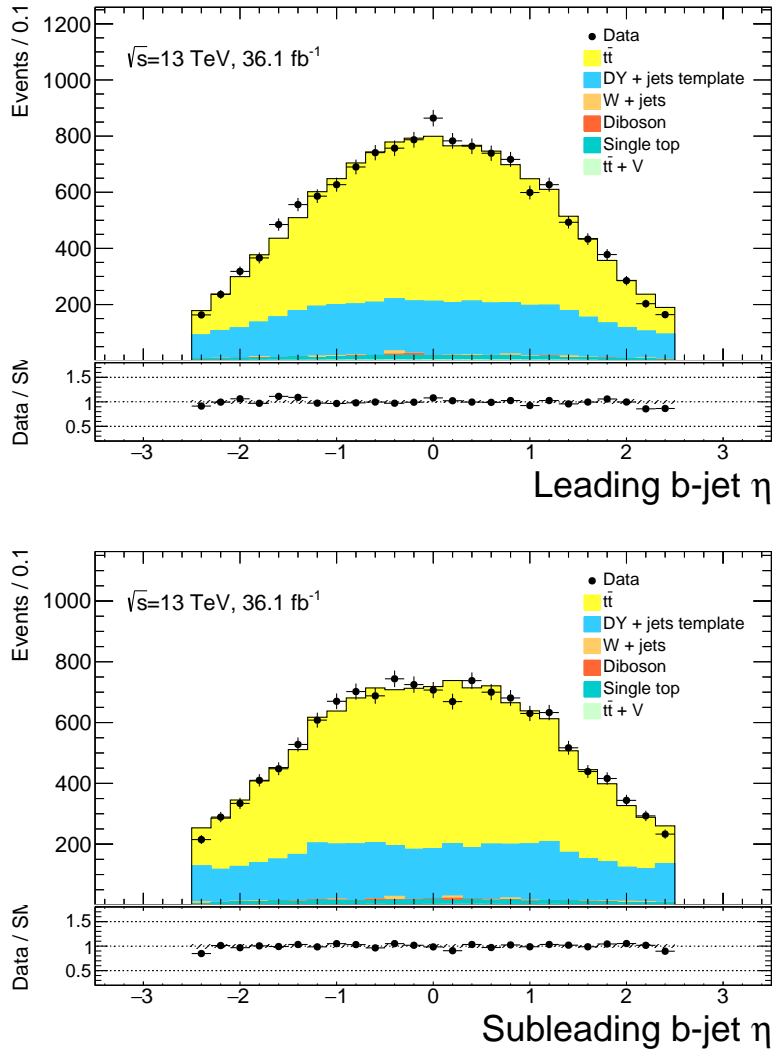 Events / 0.1
1200
1000
800
600
400
200
√s=13 TeV, 36.1 fb⁻¹
Data
tt̄
DY + jets template
W + jets
Diboson
Single top
tt̄ + V
Data / SM
1.5
1
0.5
−3 −2 −1 0 1 2 3
Leading b-jet η
Events / 0.1
1000
800
600
400
200
√s=13 TeV, 36.1 fb⁻¹
Data
tt̄
DY + jets template
W + jets
Diboson
Single top
tt̄ + V
Data / SM
1.5
1
0.5
−3 −2 −1 0 1 2 3
Subleading b-jet η